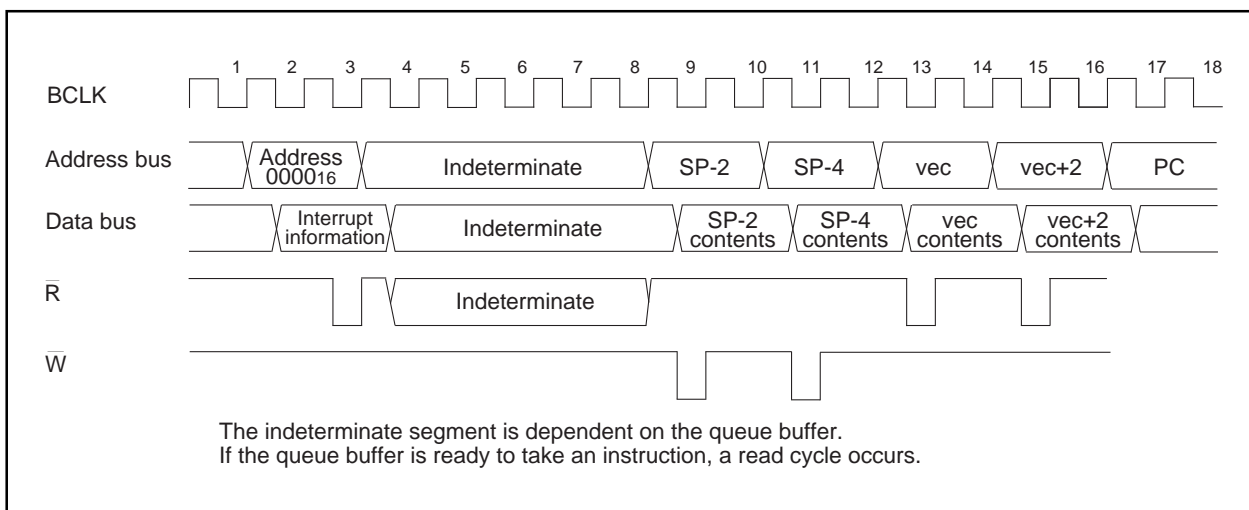 1 2 3 4 5 6 7 8 9 10 11 12 13 14 15 16 17 18
BCLK
Address bus
Address
000016
Indeterminate
SP-2
SP-4
vec
vec+2
PC
Data bus
Interrupt
information
Indeterminate
SP-2
contents
SP-4
contents
vec
contents
vec+2
contents
R
Indeterminate
W
The indeterminate segment is dependent on the queue buffer.
If the queue buffer is ready to take an instruction, a read cycle occurs.